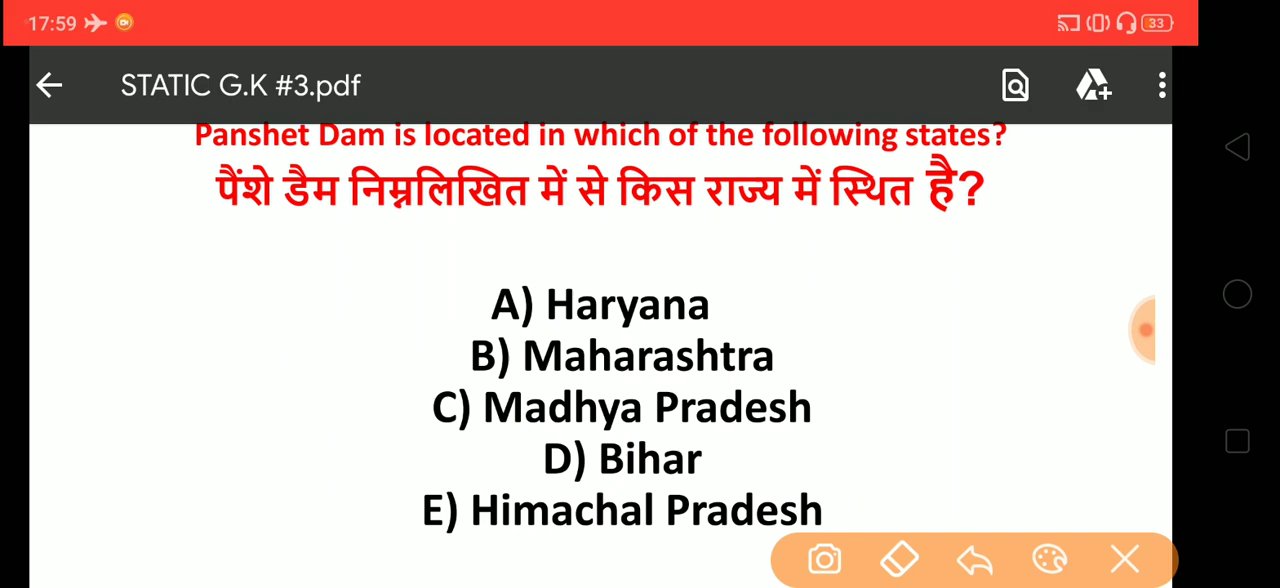 17:59
33
STATIC G.K #3.pdf
Panshet Dam is located in which of the following states?
पैंशे डैम निम्नलिखित में से किस राज्य में स्थित है?
A) Haryana
B) Maharashtra
C) Madhya Pradesh
D) Bihar
E) Himachal Pradesh